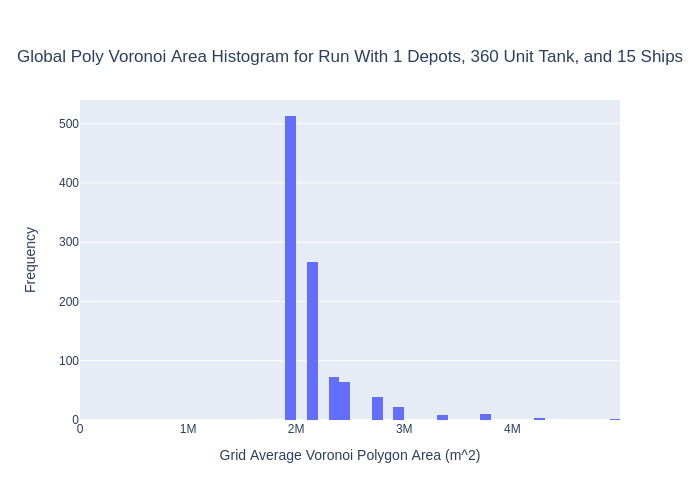 Global Poly Voronoi Area Histogram for Run With 1 Depots, 360 Unit Tank, and 15 Ships
500
400
300
200
100
0
Frequency
0 1M 2M 3M 4M
Grid Average Voronoi Polygon Area (m^2)